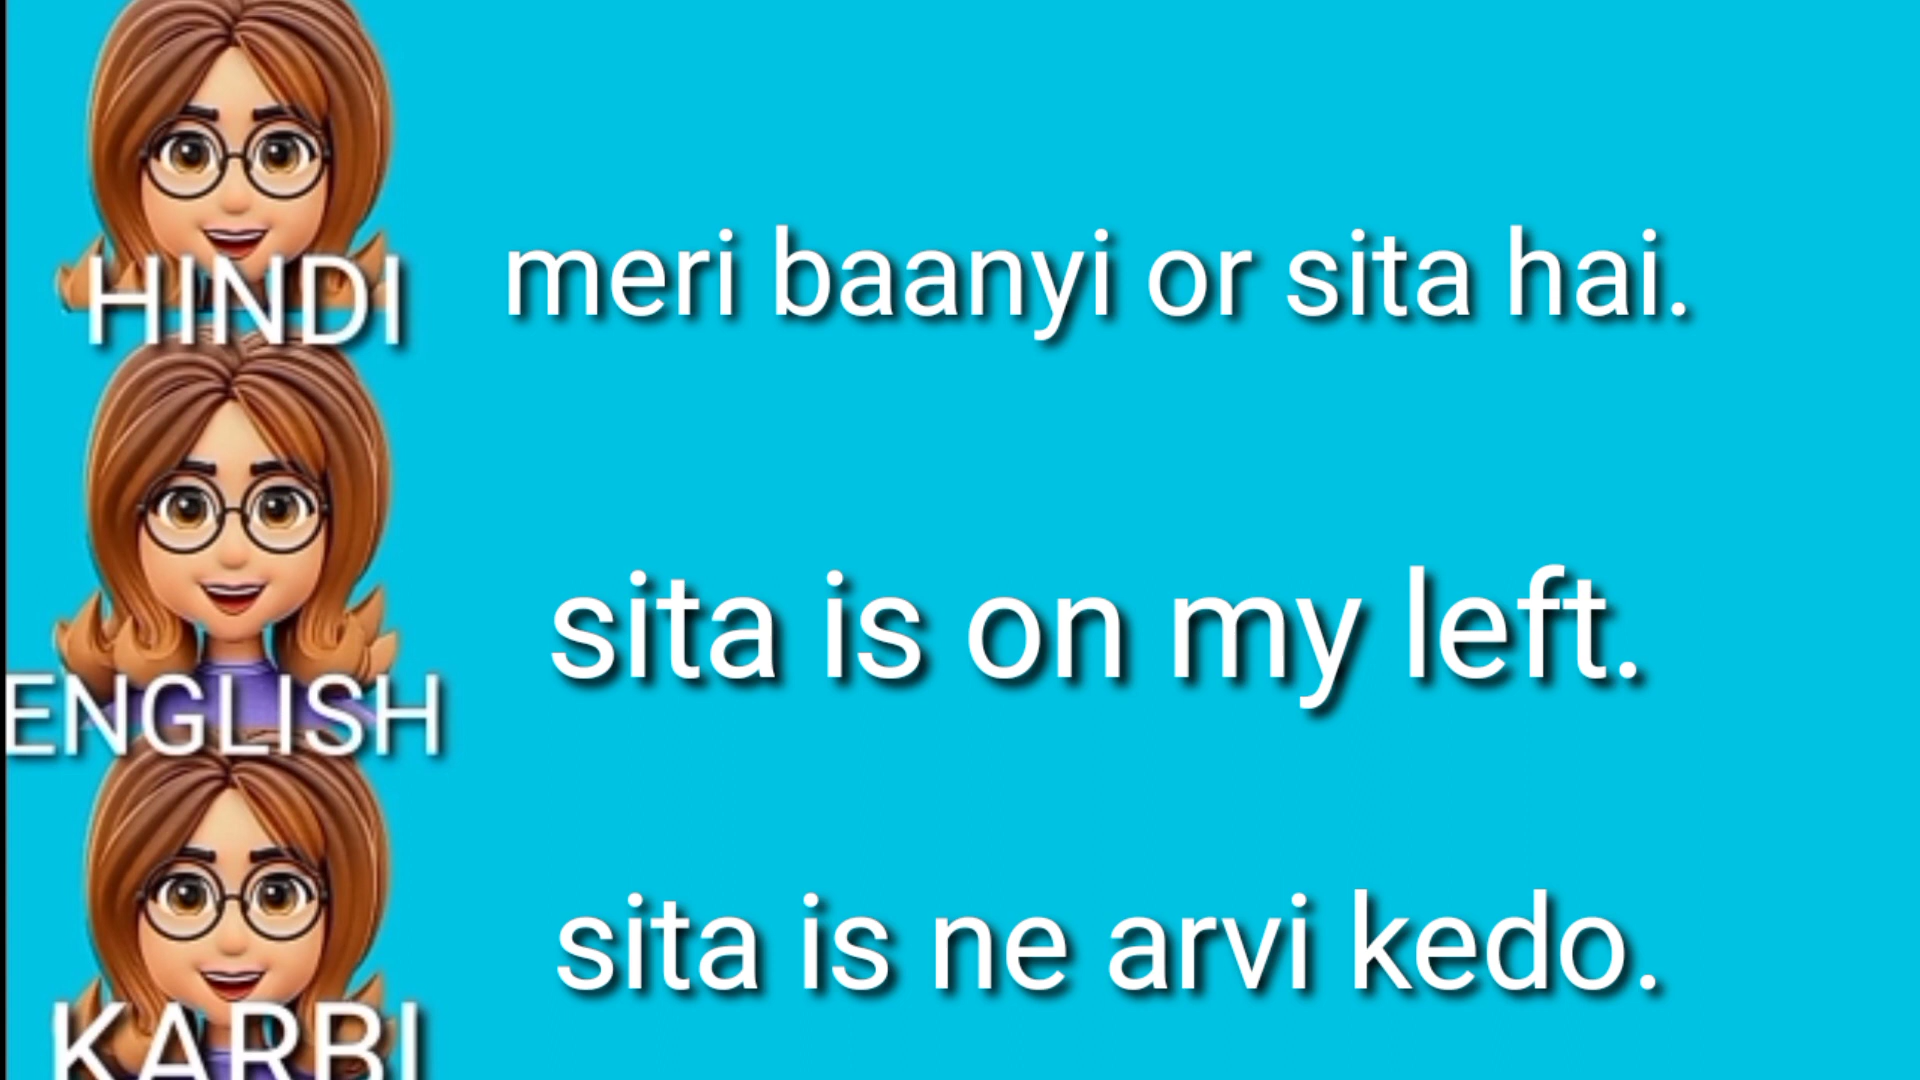 HINDI
meri baanyi or sita hai.
ENGLISH
sita is on my left.
KARBI
sita is ne arvi kedo.